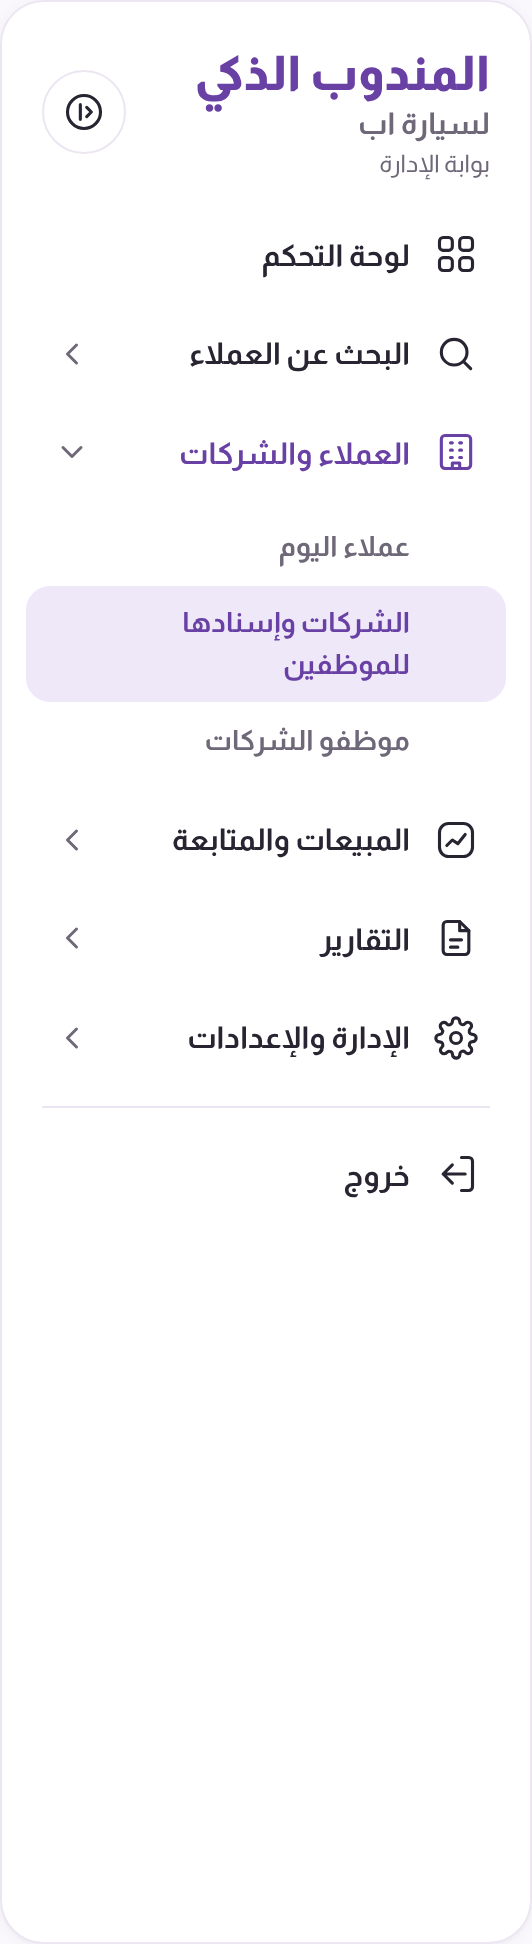 المندوب الذكي
لسيارة اب
بوابة الإدارة
لوحة التحكم
البحث عن العملاء
العملاء والشركات
عملاء اليوم
الشركات وإسنادها
للموظفين
موظفو الشركات
المبيعات والمتابعة
التقارير
الإدارة والإعدادات
خروج